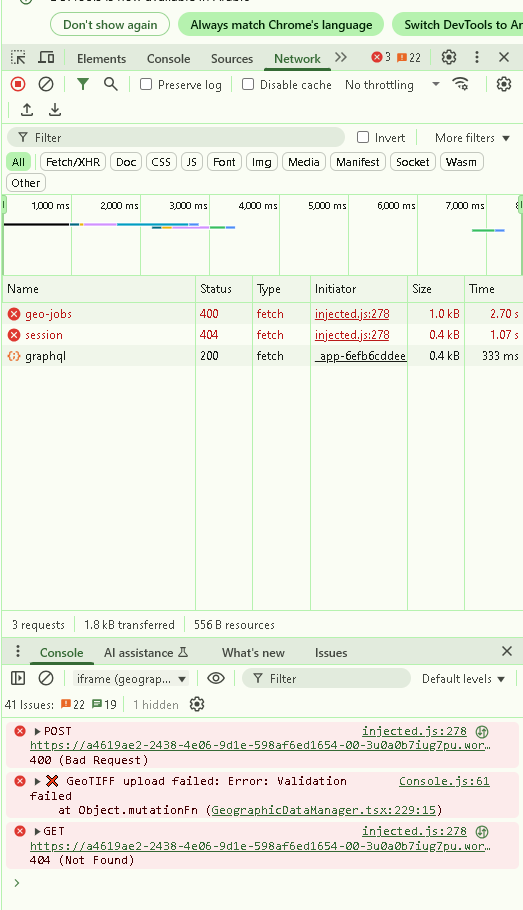 Don't show again
Always match Chrome's language
Switch DevTools to Ar
Elements Console Sources Network 3 22
Preserve log Disable cache No throttling
Filter Invert More filters
All Fetch/XHR Doc CSS JS Font Img Media Manifest Socket Wasm
Other
1,000 ms 2,000 ms 3,000 ms 4,000 ms 5,000 ms 6,000 ms 7,000 ms 8
Name Status Type Initiator Size Time
geo-jobs 400 fetch injected.js:278 1.0 kB 2.70 s
session 404 fetch injected.js:278 0.4 kB 1.07 s
graphql 200 fetch _app-6efb6cddee 0.4 kB 333 ms
3 requests 1.8 kB transferred 556 B resources
Console AI assistance What's new Issues
iframe (geograp... Filter Default levels
41 Issues: 22 19 1 hidden
POST injected.js:278
https://a4619ae2-2438-4e06-9d1e-598af6ed1654-00-3u0a0b7iug7pu.wor…
400 (Bad Request)
❌ GeoTIFF upload failed: Error: Validation Console.js:61
failed
at Object.mutationFn (GeographicDataManager.tsx:229:15)
GET injected.js:278
https://a4619ae2-2438-4e06-9d1e-598af6ed1654-00-3u0a0b7iug7pu.wor…
404 (Not Found)